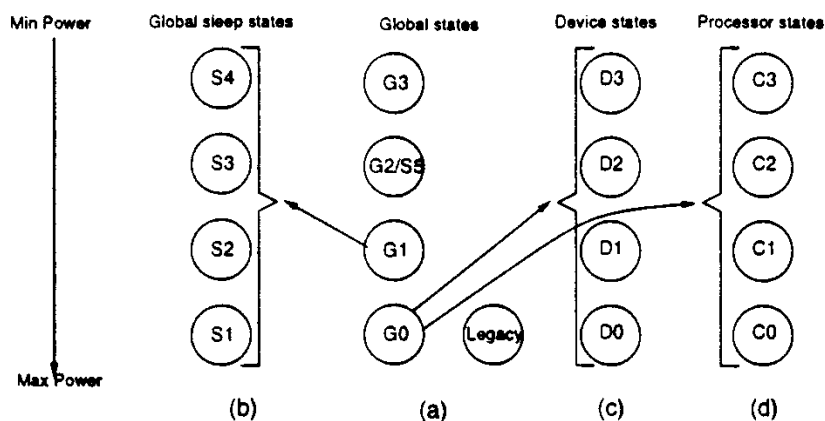 Min Power
Global sleep states
Global states
Device states
Processor states
S4
G3
D3
C3
S3
G2/S5
D2
C2
S2
G1
D1
C1
S1
G0
Legacy
D0
C0
Max Power
(b)
(a)
(c)
(d)